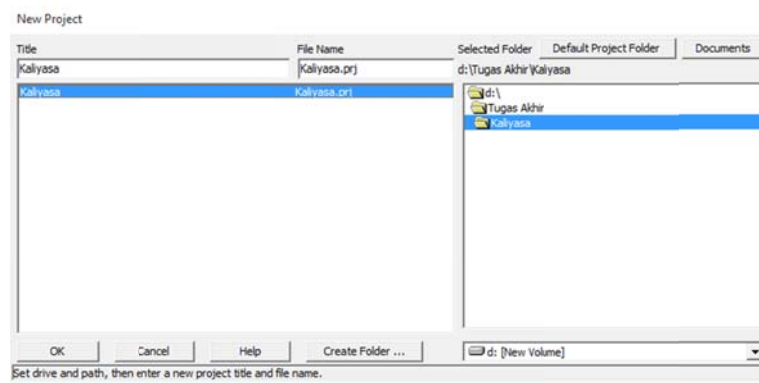 New Project
Title File Name Selected Folder Default Project Folder Documents
Kaliyasa Kaliyasa.prj d:\Tugas Akhir\Kaliyasa
Kaliyasa Kaliyasa.prj d:\
Tugas Akhir
Kaliyasa
OK Cancel Help Create Folder ... d: [New Volume]
Set drive and path, then enter a new project title and file name.